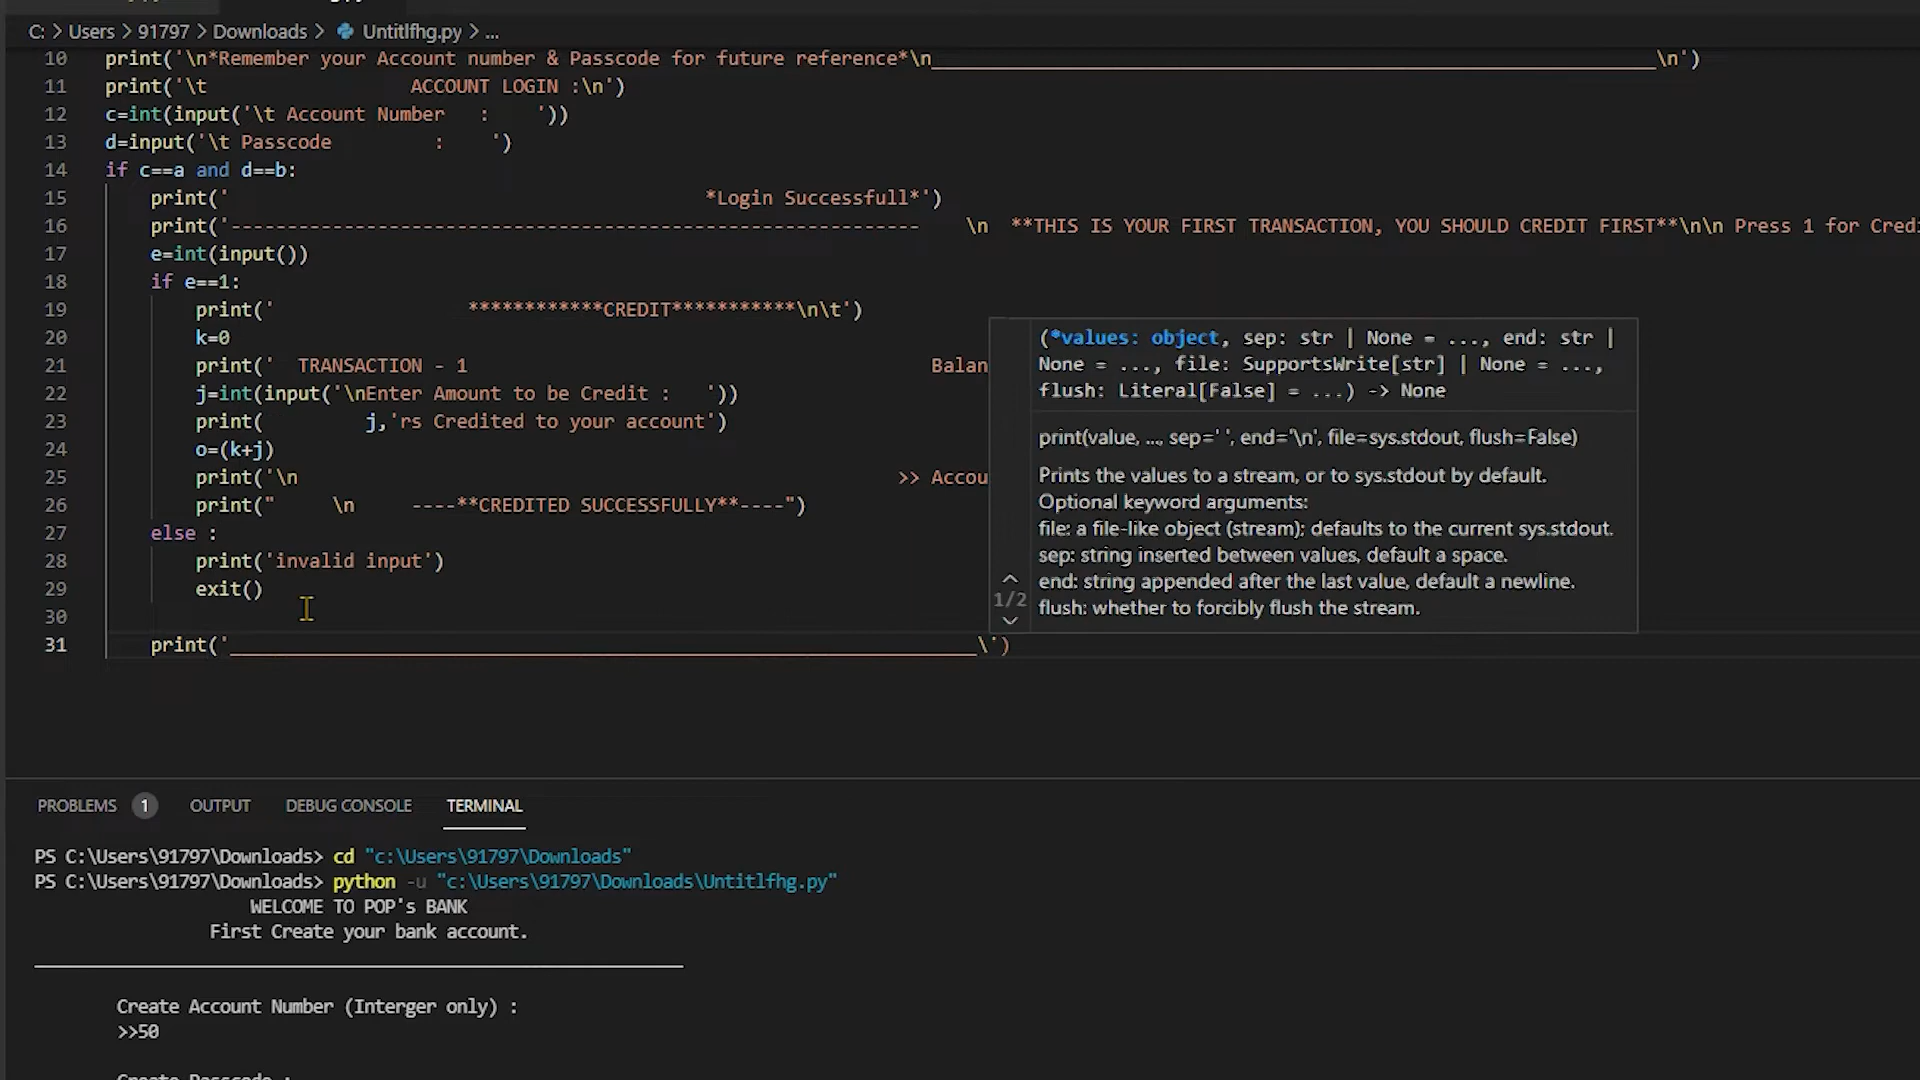 C: > Users > 91797 > Downloads > Untitlfhg.py > ...
10 print('\n*Remember your Account number & Passcode for future reference*\n________________________________________________________________\n')
11 print('\t                  ACCOUNT LOGIN :\n')
12 c=int(input('\t Account Number   :    '))
13 d=input('\t Passcode         :    ')
14 if c==a and d==b:
15 print('                                          *Login Successfull*')
16 print('-------------------------------------------------------------    \n  **THIS IS YOUR FIRST TRANSACTION, YOU SHOULD CREDIT FIRST**\n\n Press 1 for Credi
17 e=int(input())
18 if e==1:
19 print('                 ************CREDIT***********\n\t')
20 k=0
21 print('  TRANSACTION - 1                                         Balan
22 j=int(input('\nEnter Amount to be Credit :   '))
23 print(         j,'rs Credited to your account')
24 o=(k+j)
25 print('\n                                                     >> Accou
26 print("     \n     ----**CREDITED SUCCESSFULLY**----")
27 else :
28 print('invalid input')
29 exit()
30
31 print('__________________________________________________________________\')
(*values: object, sep: str | None = ..., end: str |
None = ..., file: SupportsWrite[str] | None = ...,
flush: Literal[False] = ...) -> None
print(value, ..., sep=' ', end='\n', file=sys.stdout, flush=False)
Prints the values to a stream, or to sys.stdout by default.
Optional keyword arguments:
file: a file-like object (stream); defaults to the current sys.stdout.
sep: string inserted between values, default a space.
end: string appended after the last value, default a newline.
1/2
flush: whether to forcibly flush the stream.
PROBLEMS 1 OUTPUT DEBUG CONSOLE TERMINAL
PS C:\Users\91797\Downloads> cd "c:\Users\91797\Downloads"
PS C:\Users\91797\Downloads> python -u "c:\Users\91797\Downloads\Untitlfhg.py"
WELCOME TO POP's BANK
First Create your bank account.
Create Account Number (Interger only) :
>>50
Create Passcode :